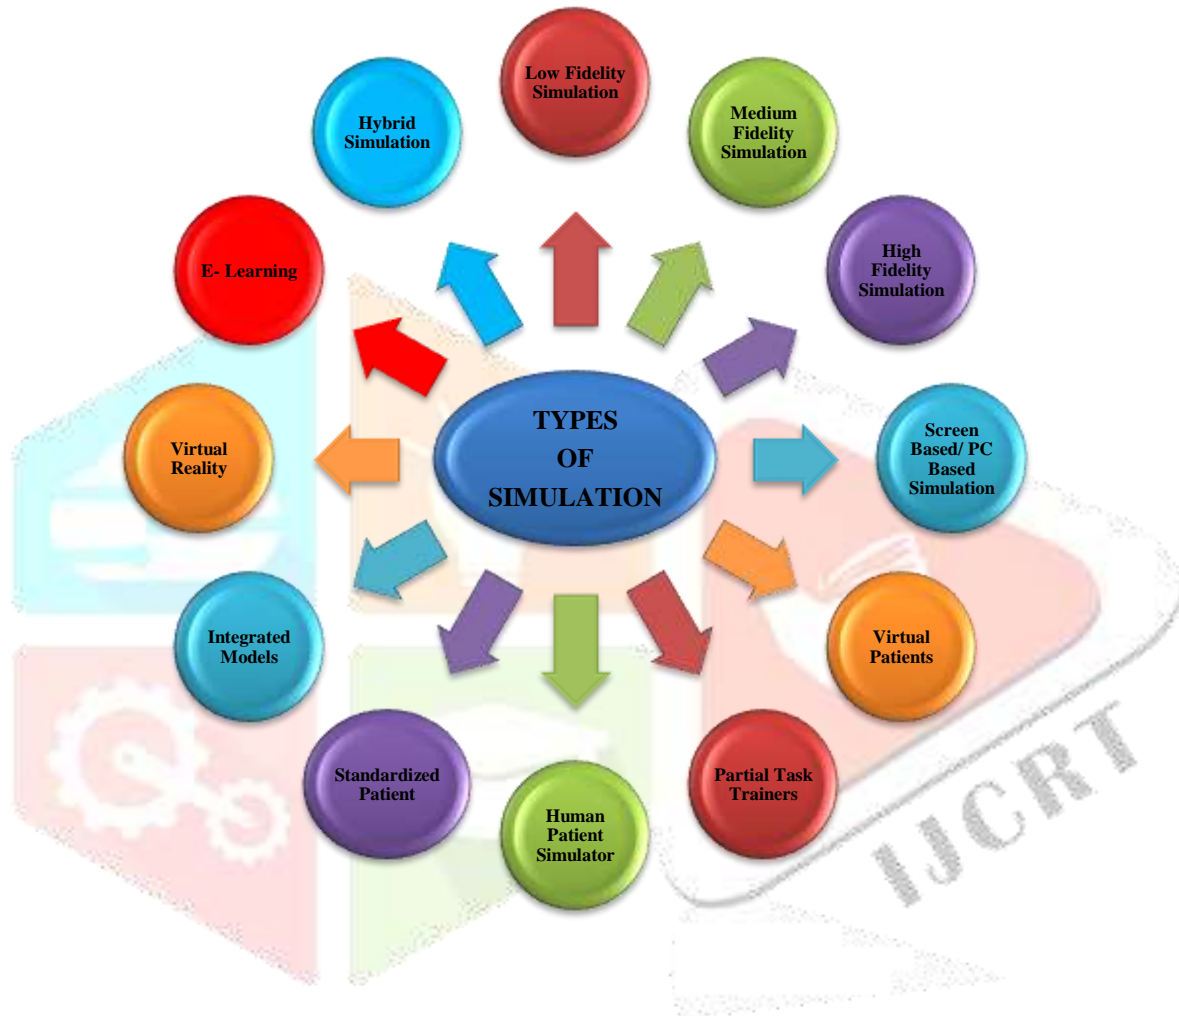 Low Fidelity
Simulation
Medium
Fidelity
Simulation
High
Fidelity
Simulation
Screen
Based/ PC
Based
Simulation
Virtual
Patients
Partial Task
Trainers
Human
Patient
Simulator
Standardized
Patient
Integrated
Models
Virtual
Reality
E- Learning
Hybrid
Simulation
TYPES
OF
SIMULATION
IJCRT